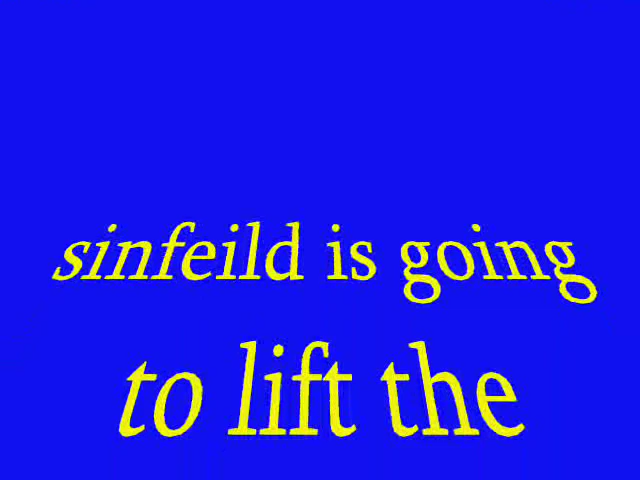 sinfeild is going
to lift the